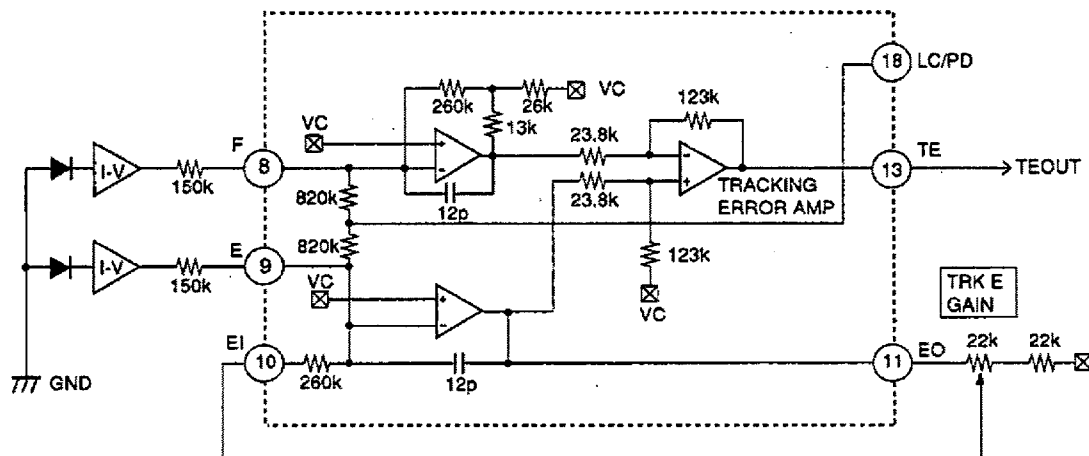 18
LC/PD
260k
26k
VC
13k
123k
VC
23.8k
F
8
I-V
150k
13
TE
TEOUT
TRACKING
ERROR AMP
12p
820k
23.8k
820k
123k
E
9
I-V
150k
VC
VC
TRK E
GAIN
EI
10
260k
12p
11
EO
22k
22k
GND